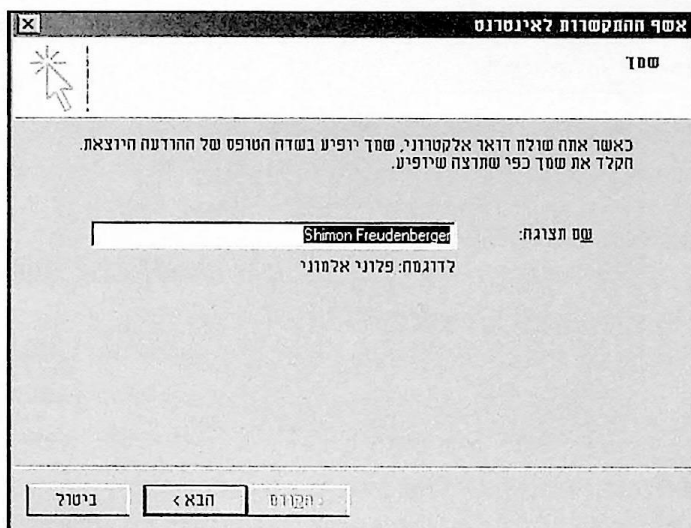 אשף ההתקשרות לאינטרנט
שמך
כאשר אתה שולח דואר אלקטרוני, שמך יופיע בשדה הטופס של ההודעה היוצאת.
הקלד את שמך כפי שתרצה שיופיע.
שם תצוגה:
Shimon Freudenberger
לדוגמה: פלוני אלמוני
< הקודם
הבא >
ביטול